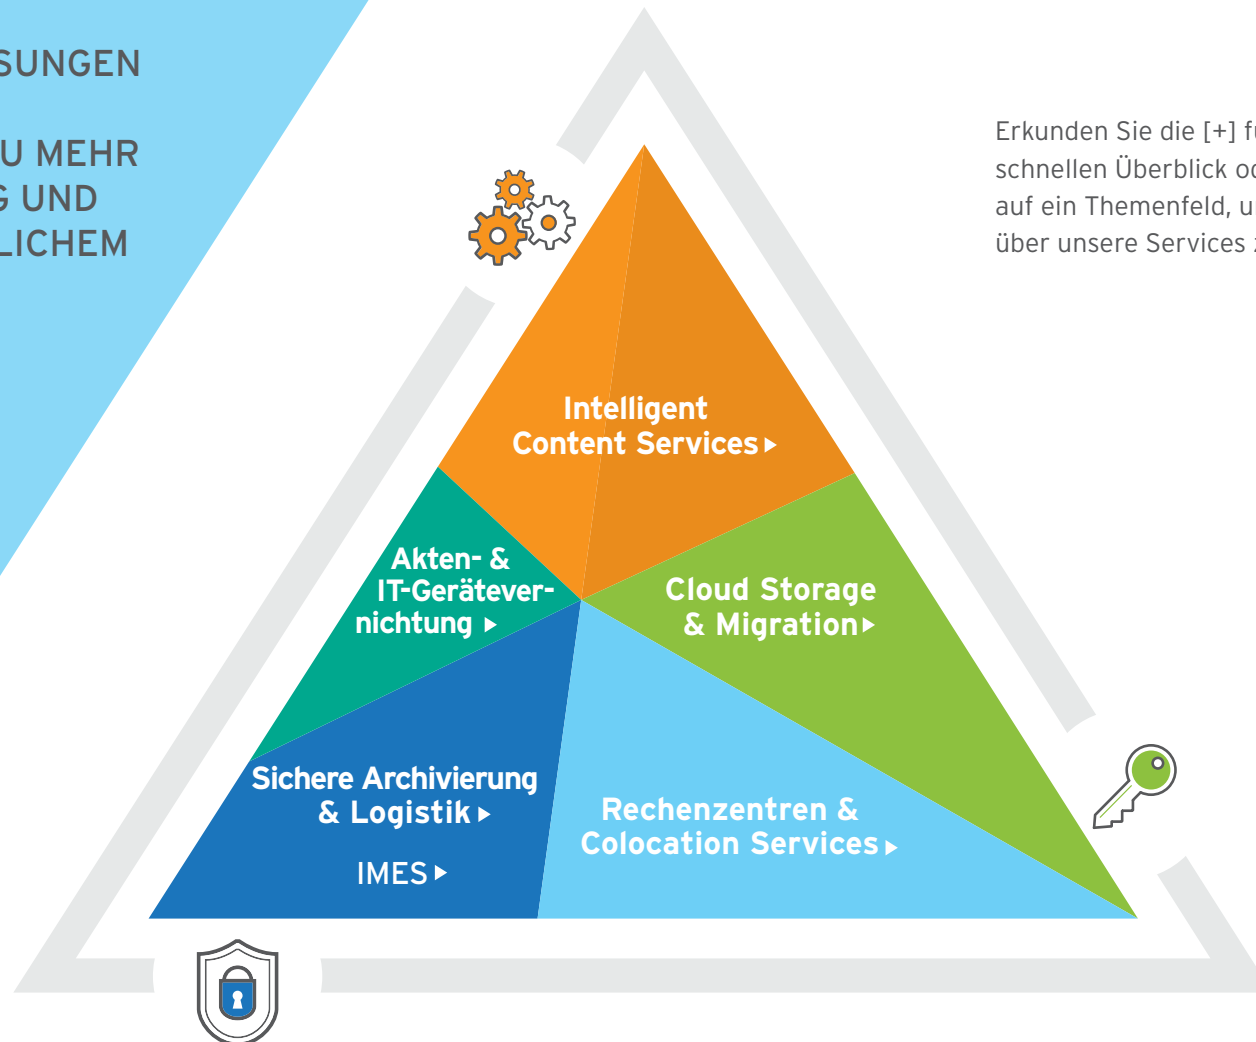 SUNGEN
U MEHR
G UND
LICHEM
Erkunden Sie die [+] fü
schnellen Überblick od
auf ein Themenfeld, u
über unsere Services
Intelligent
Content Services
Akten- &
IT-Gerätever-
nichtung
Cloud Storage
& Migration
Sichere Archivierung
& Logistik
IMES
Rechenzentren &
Colocation Services